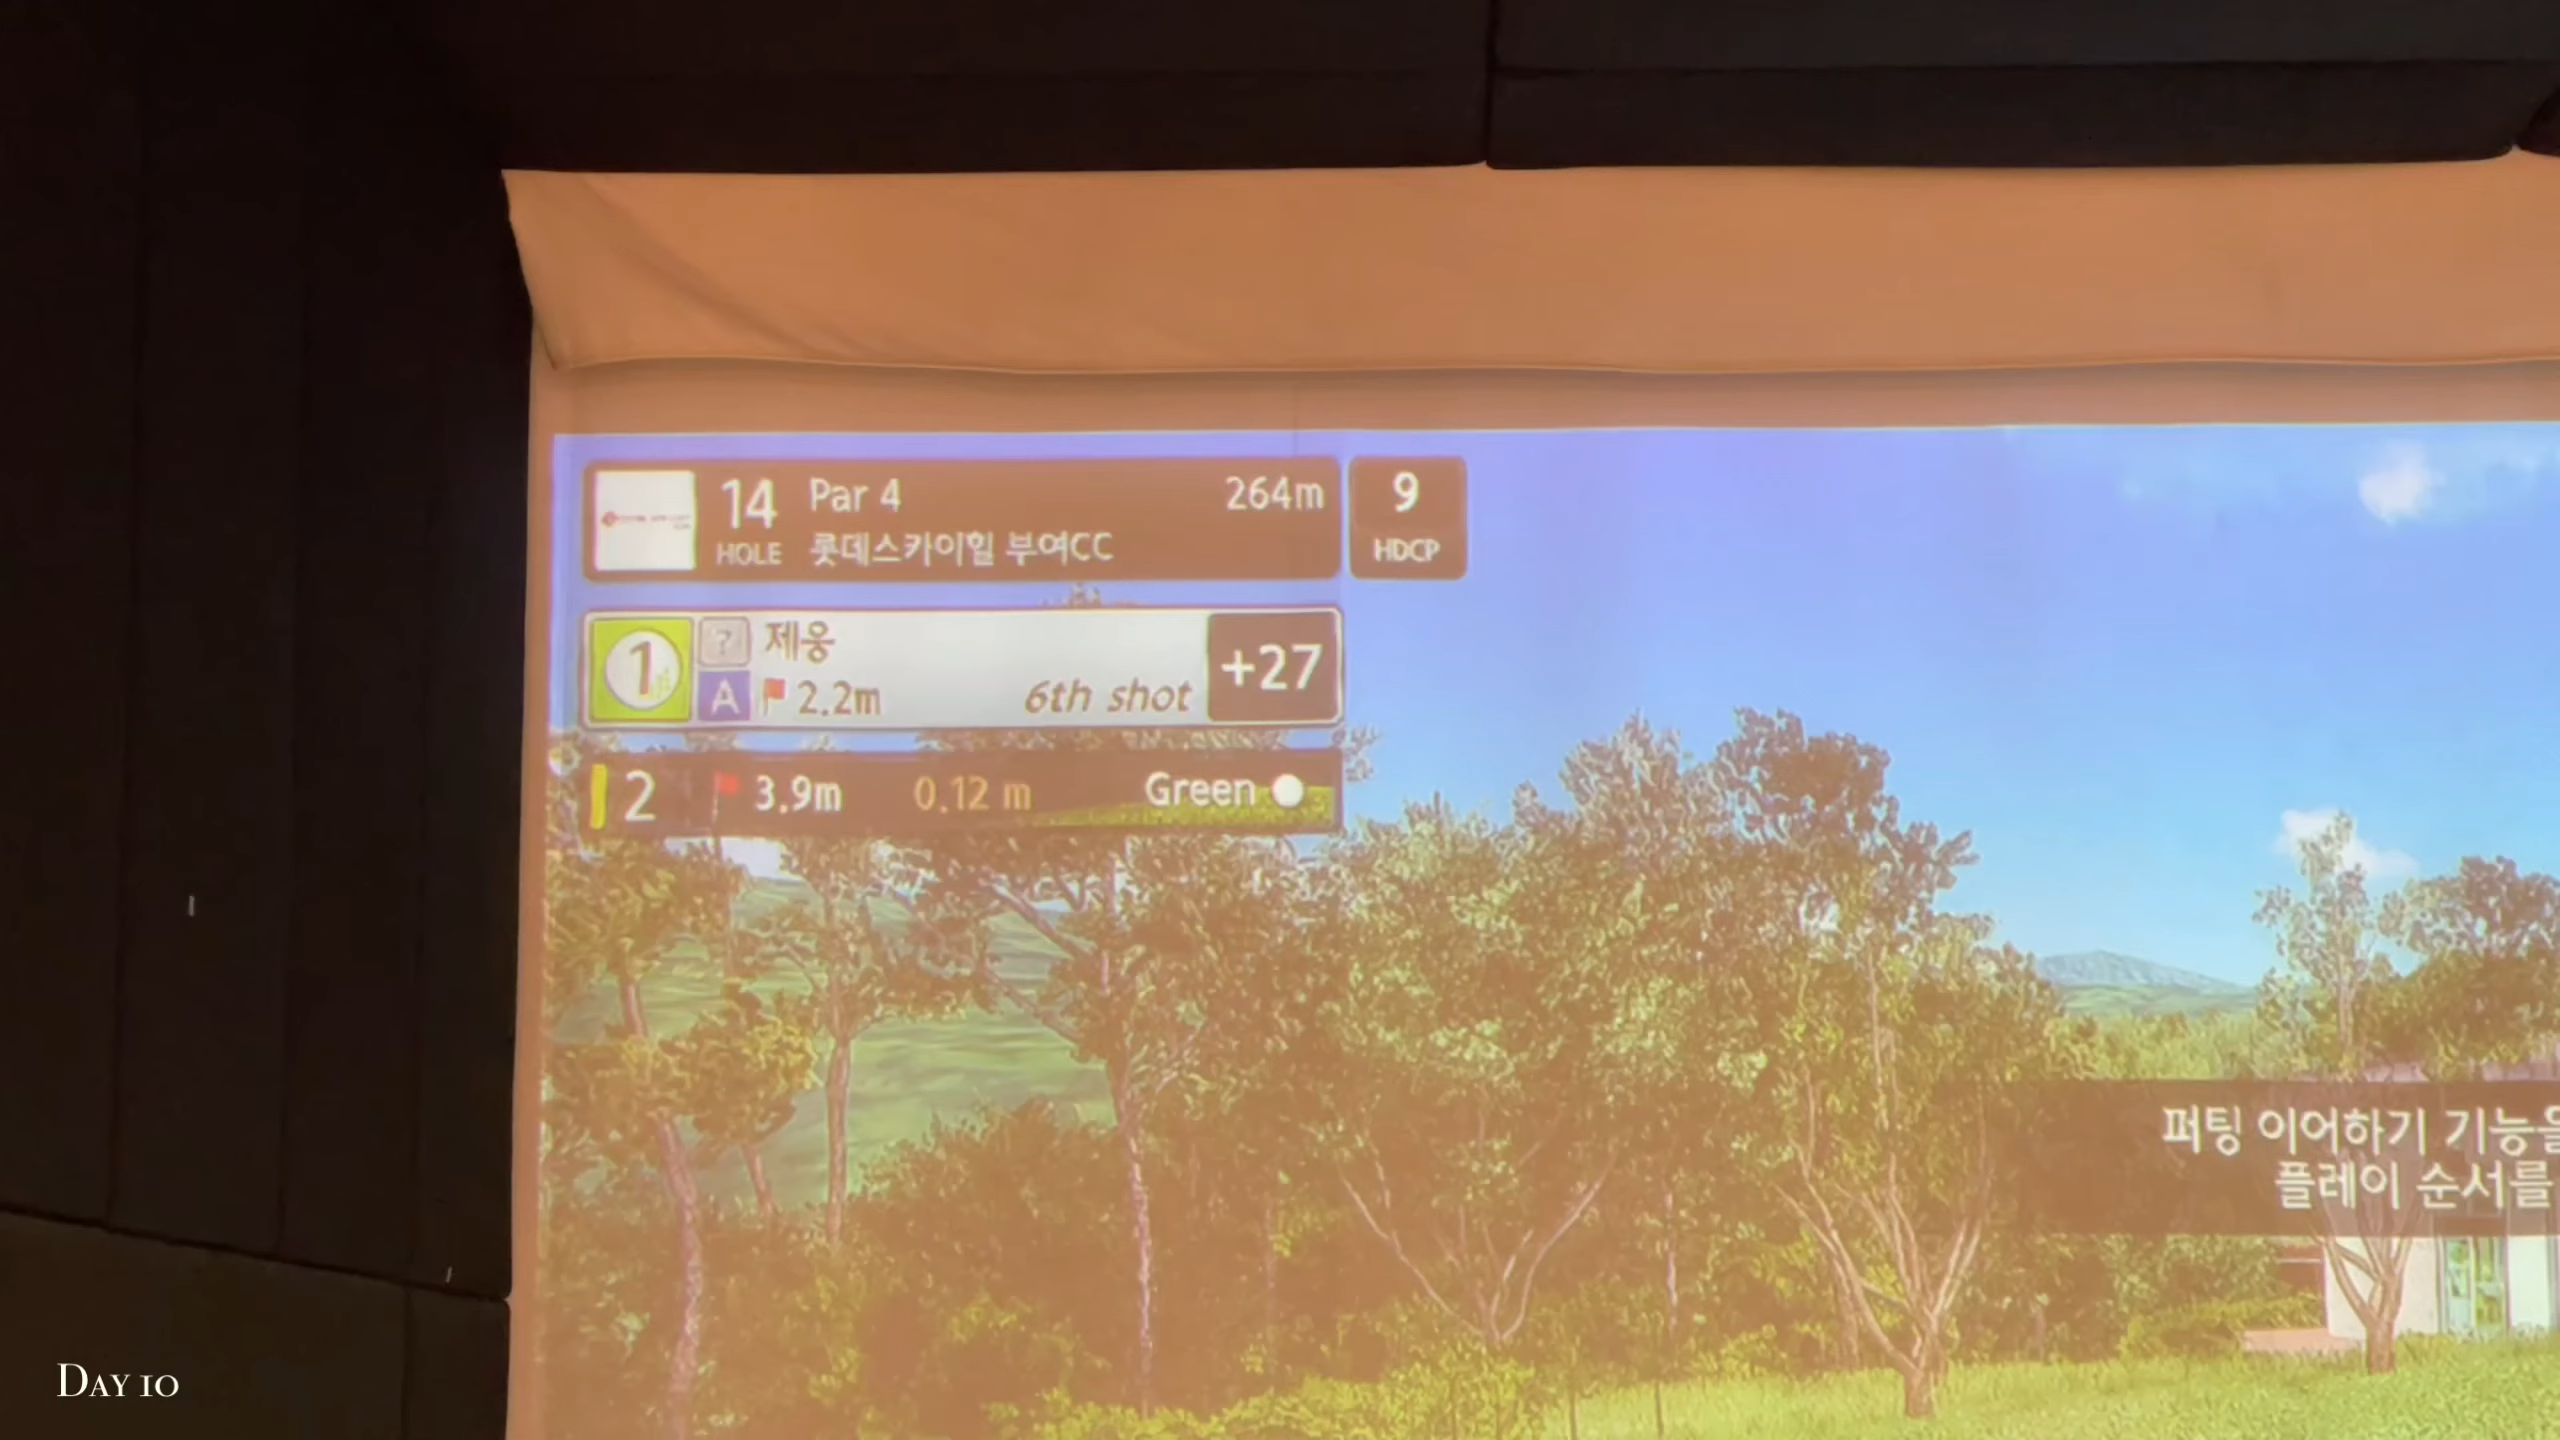 14 HOLE
Par 4
264m
롯데스카이힐 부여CC
9
HDCP
1
?
제웅
+27
A
2.2m
6th shot
2
3.9m
0.12 m
Green
퍼팅 이어하기 기능을
플레이 순서를
DAY 10